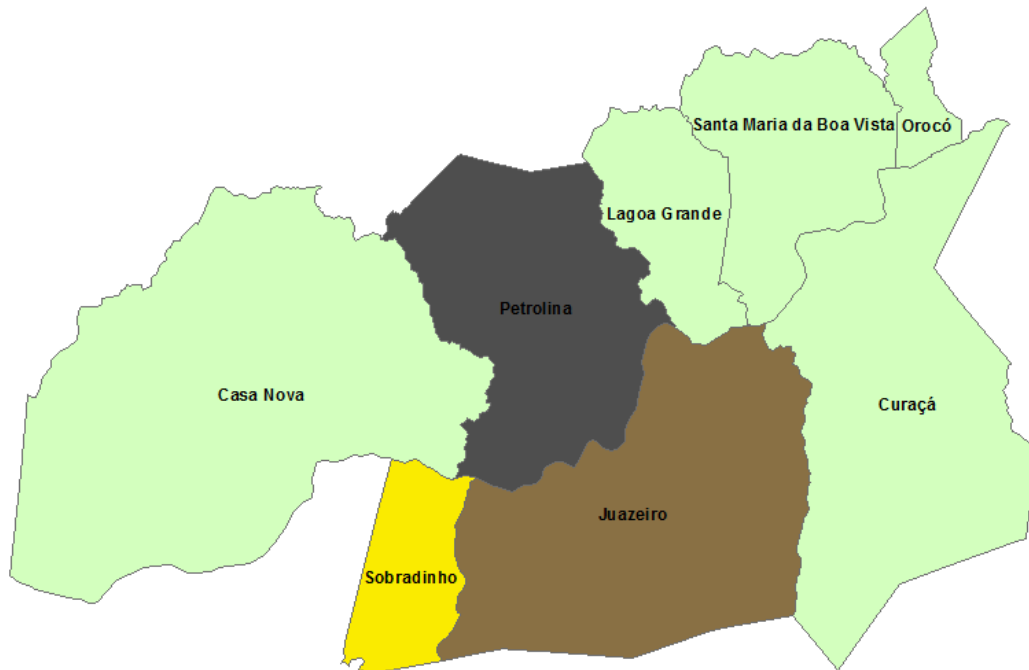 Santa Maria da Boa Vista
Orocó
Lagoa Grande
Petrolina
Casa Nova
Curaçá
Juazeiro
Sobradinho